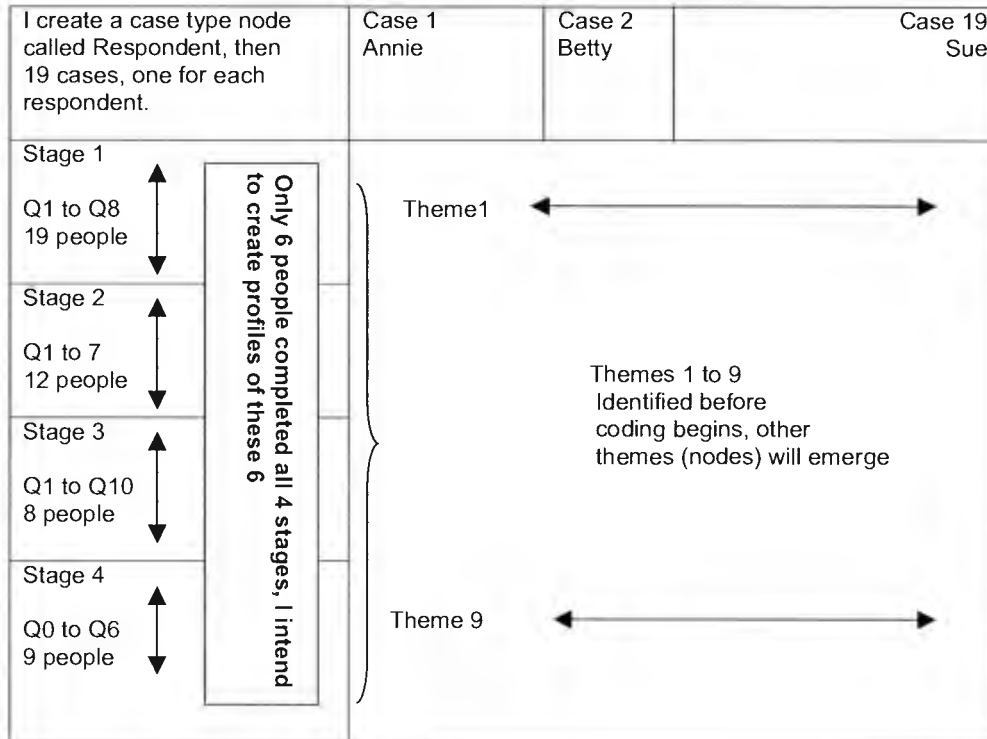 I create a case type node
called Respondent, then
19 cases, one for each
respondent.
Case 1
Annie
Case 2
Betty
Case 19
Sue
Stage 1
Q1 to Q8
19 people
Stage 2
Q1 to 7
12 people
Stage 3
Q1 to Q10
8 people
Stage 4
Q0 to Q6
9 people
Only 6 people completed all 4 stages, I intend
to create profiles of these 6
Theme1
Themes 1 to 9
Identified before
coding begins, other
themes (nodes) will emerge
Theme 9